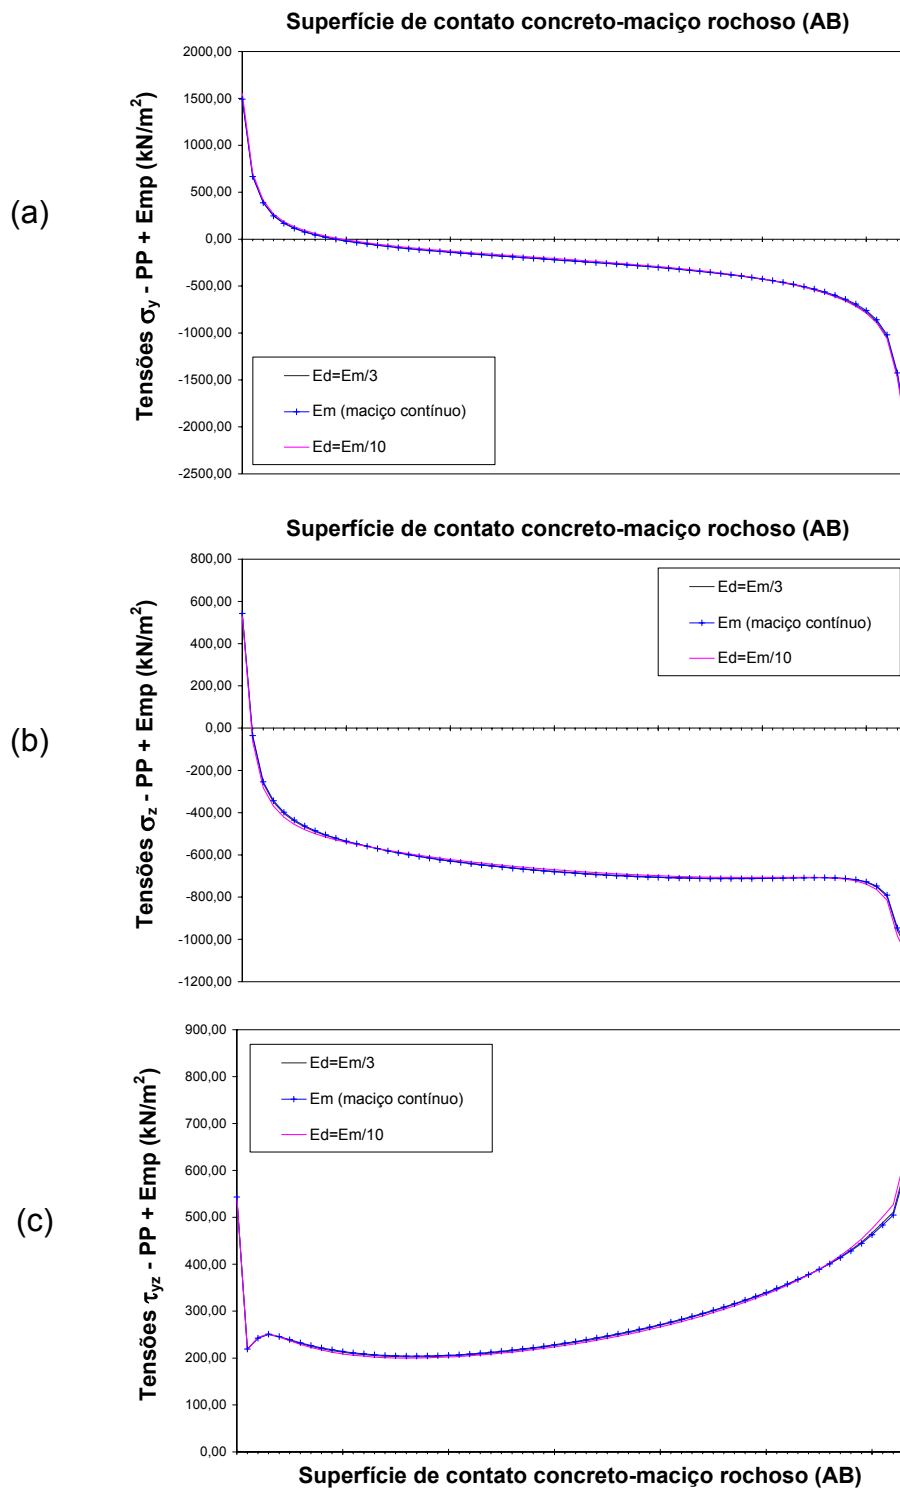 Superfície de contato concreto-maciço rochoso (AB)
(a)
Tensões σy - PP + Emp (kN/m²)
2000,00
1500,00
1000,00
500,00
0,00
-500,00
-1000,00
-1500,00
-2000,00
-2500,00
Ed=Em/3
Em (maciço contínuo)
Ed=Em/10
Superfície de contato concreto-maciço rochoso (AB)
(b)
Tensões σz - PP + Emp (kN/m²)
800,00
600,00
400,00
200,00
0,00
-200,00
-400,00
-600,00
-800,00
-1000,00
-1200,00
Ed=Em/3
Em (maciço contínuo)
Ed=Em/10
(c)
Tensões τyz - PP + Emp (kN/m²)
900,00
800,00
700,00
600,00
500,00
400,00
300,00
200,00
100,00
0,00
Ed=Em/3
Em (maciço contínuo)
Ed=Em/10
Superfície de contato concreto-maciço rochoso (AB)